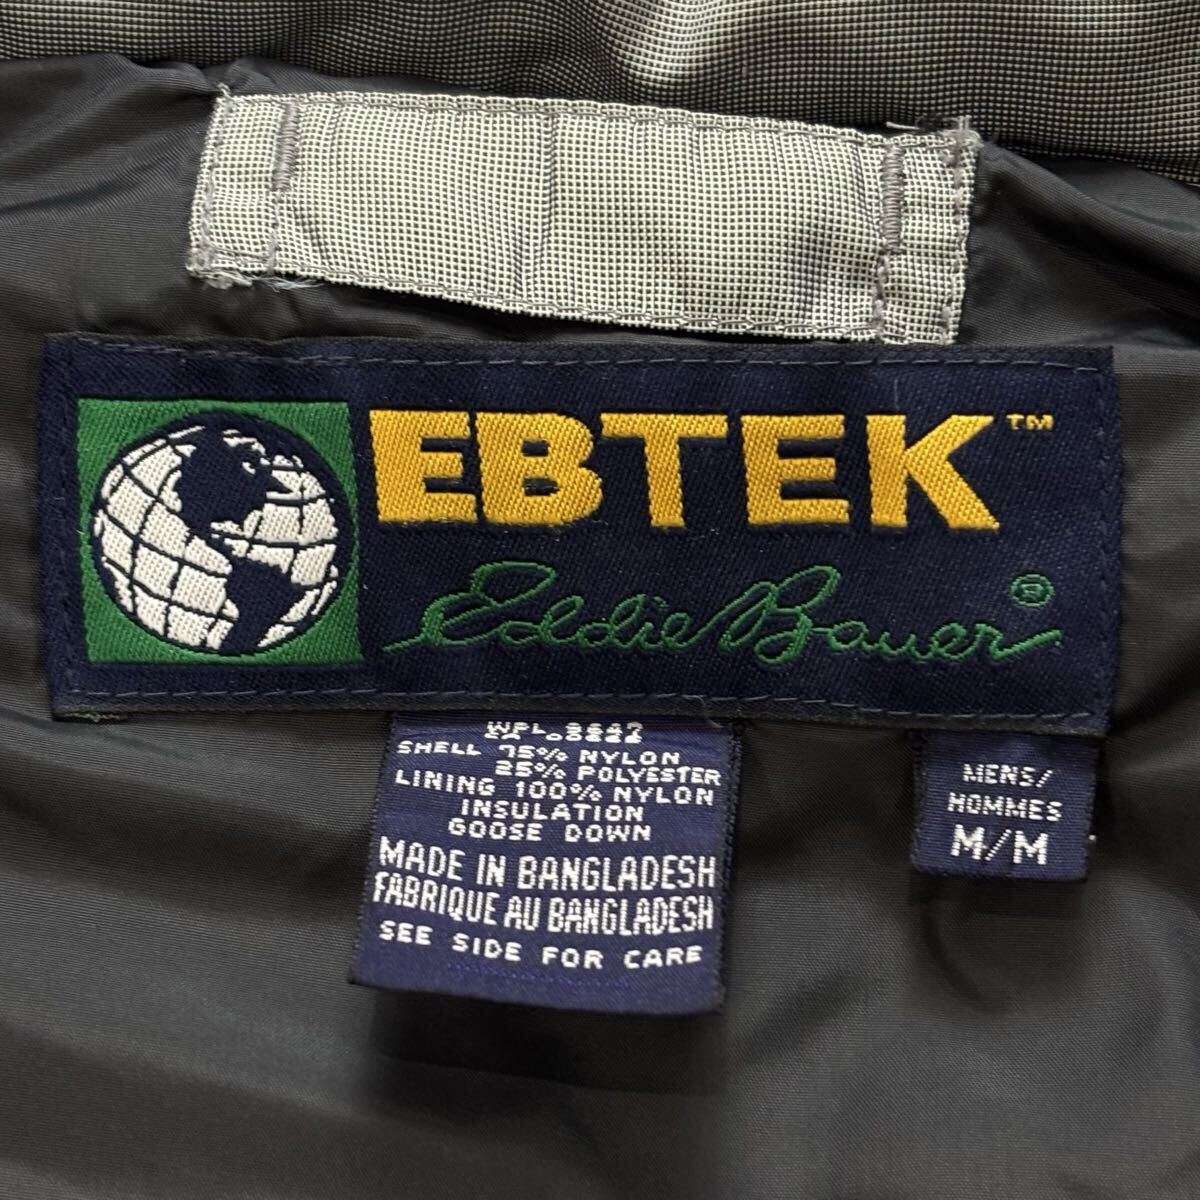 EBTEK™
Eddie Bauer®
WPL
SHELL 75% NYLON
25% POLYESTER
LINING 100% NYLON
INSULATION
GOOSE DOWN
MADE IN BANGLADESH
FABRIQUE AU BANGLADESH
SEE SIDE FOR CARE
MENS/
HOMMES
M/M